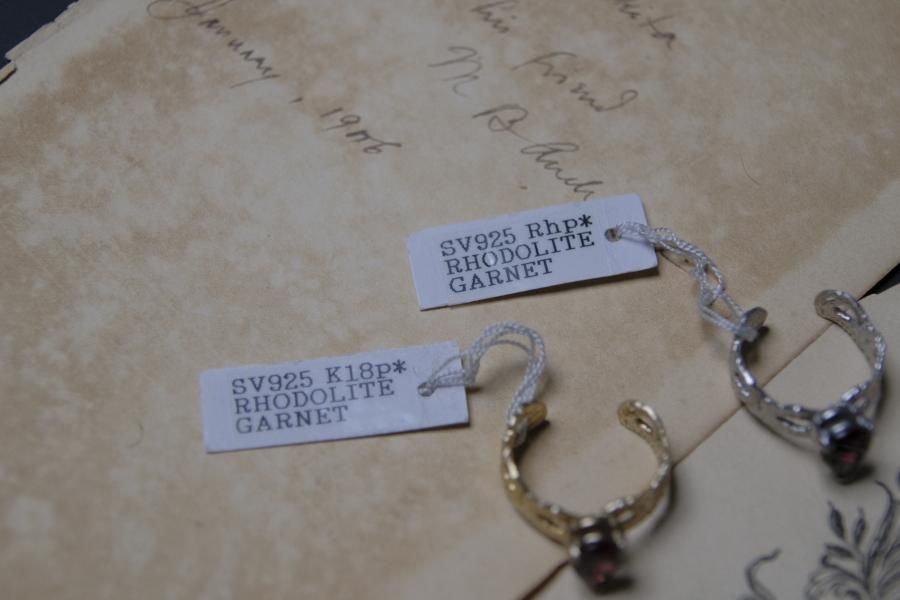 January, 1906
his friend
M
SV925 Rhp*
RHODOLITE
GARNET
SV925 K18p*
RHODOLITE
GARNET